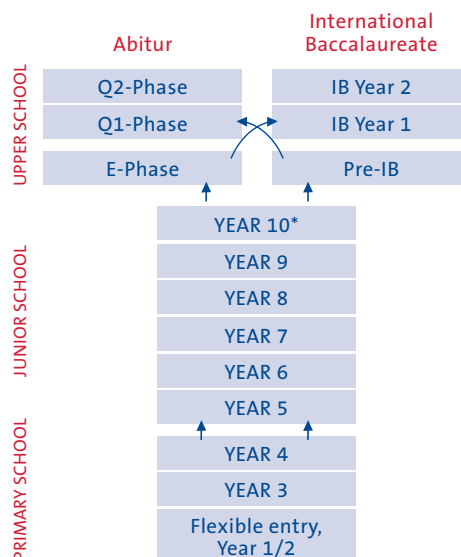 Abitur
International
Baccalaureate
UPPER SCHOOL
Q2-Phase
IB Year 2
Q1-Phase
IB Year 1
E-Phase
Pre-IB
JUNIOR SCHOOL
YEAR 10*
YEAR 9
YEAR 8
YEAR 7
YEAR 6
YEAR 5
PRIMARY SCHOOL
YEAR 4
YEAR 3
Flexible entry,
Year 1/2